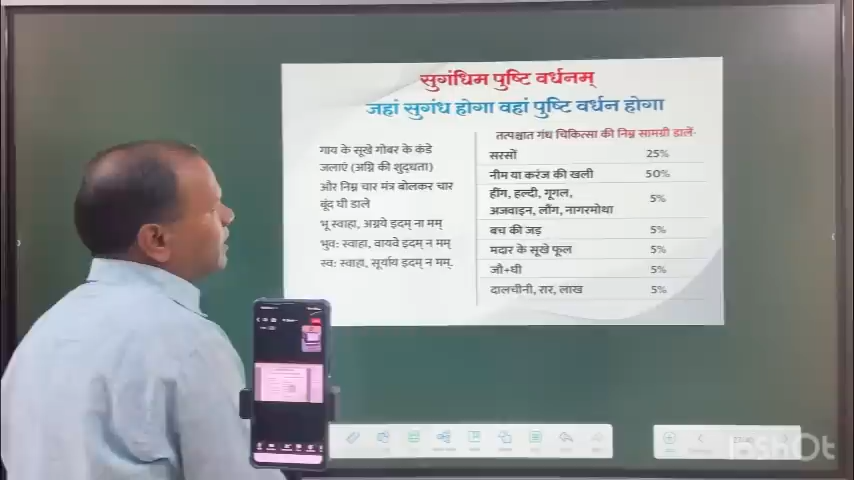 सुगंधिम पुष्टि वर्धनम्
जहां सुगंध होगा वहां पुष्टि वर्धन होगा
गाय के सूखे गोबर के कंडे
जलाएं (अग्नि की शुद्धता)
और निम्न चार मंत्र बोलकर चार
बूंद घी डाले
भू स्वाहा, अग्नये इदम् ना मम्
भुवः स्वाहा, वायवे इदम् न मम्
स्वः स्वाहा, सूर्याय इदम् न मम्.
तत्पश्चात गंध चिकित्सा की निम्न सामग्री डालें-
सरसों 25%
नीम या करंज की खली 50%
हींग, हल्दी, गूगल,
अजवाइन, लौंग, नागरमोथा 5%
बच की जड़ 5%
मदार के सूखे फूल 5%
जौ+घी 5%
दालचीनी, रार, लाख 5%